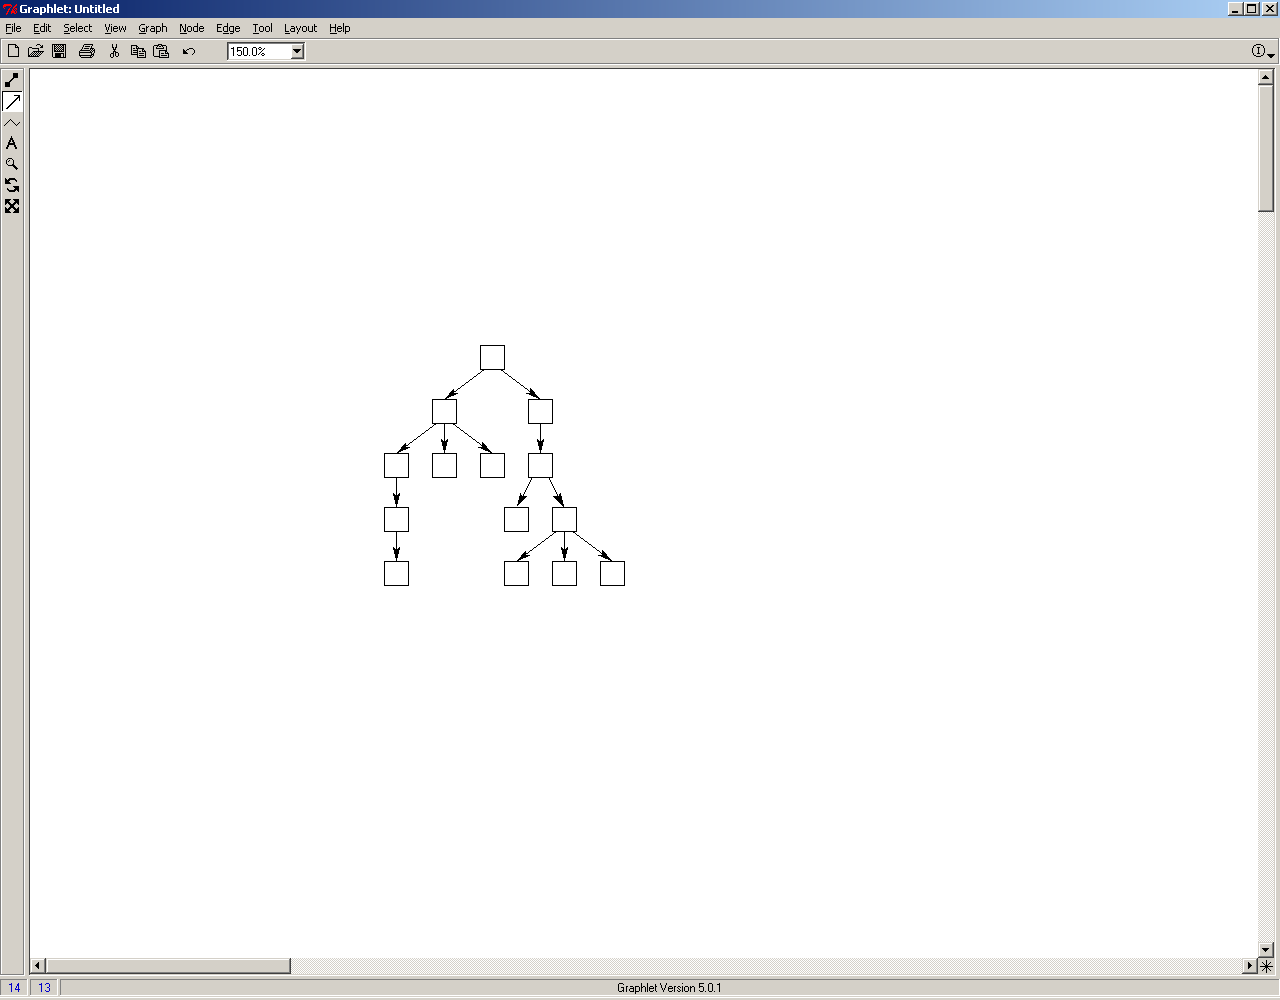 Graphlet: Untitled
File Edit Select View Graph Node Edge Tool Layout Help
150.0%
A
14 13 Graphlet Version 5.0.1